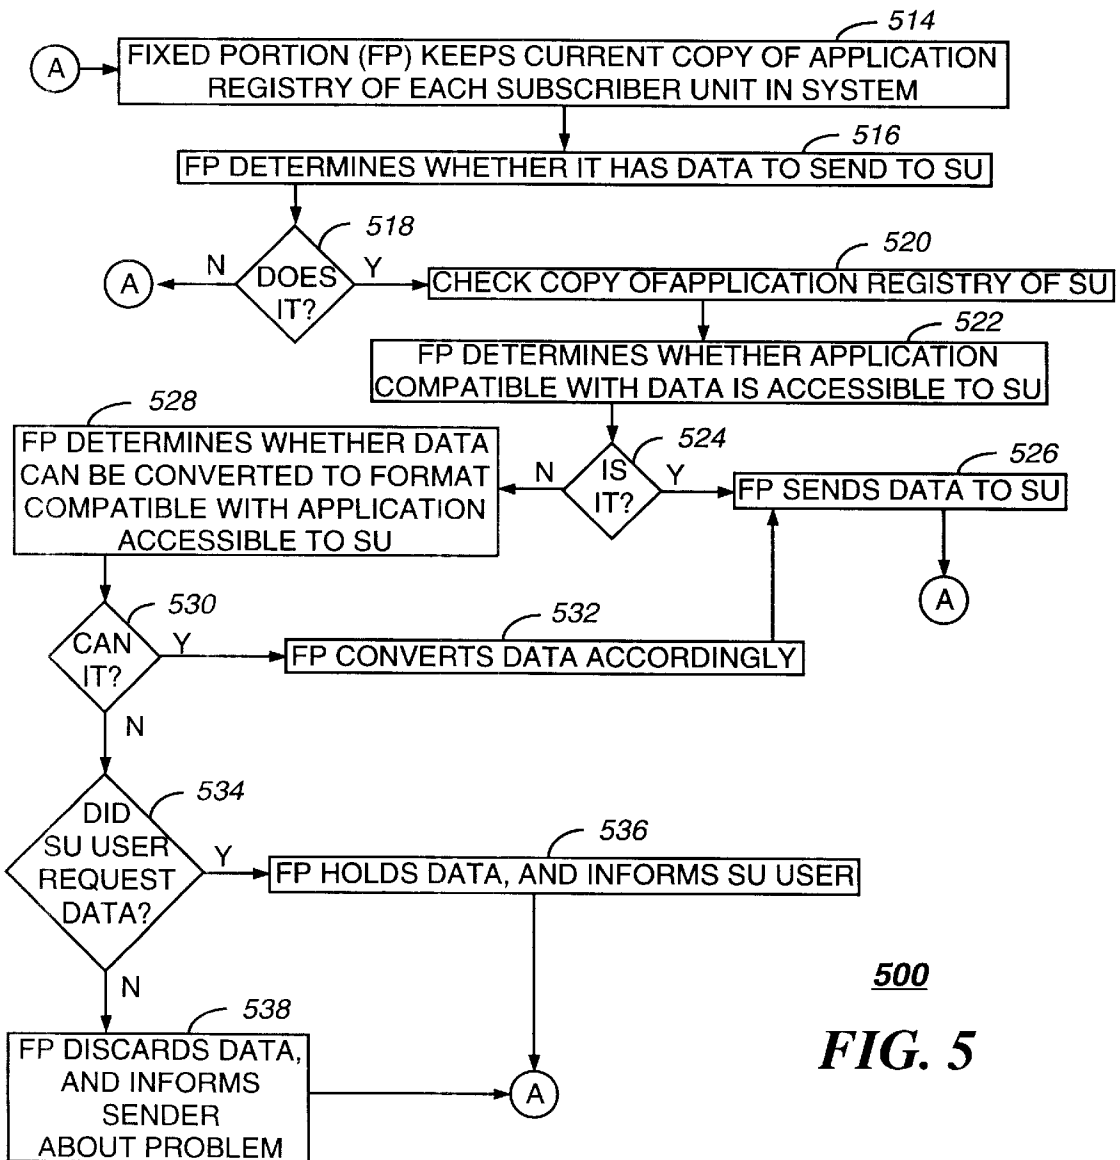 514
A
FIXED PORTION (FP) KEEPS CURRENT COPY OF APPLICATION
REGISTRY OF EACH SUBSCRIBER UNIT IN SYSTEM
516
FP DETERMINES WHETHER IT HAS DATA TO SEND TO SU
518
N
Y
A
DOES
IT?
520
CHECK COPY OFAPPLICATION REGISTRY OF SU
522
FP DETERMINES WHETHER APPLICATION
COMPATIBLE WITH DATA IS ACCESSIBLE TO SU
528
FP DETERMINES WHETHER DATA
CAN BE CONVERTED TO FORMAT
COMPATIBLE WITH APPLICATION
ACCESSIBLE TO SU
524
N
IS
IT?
Y
526
FP SENDS DATA TO SU
A
530
CAN
IT?
Y
532
FP CONVERTS DATA ACCORDINGLY
N
534
DID
SU USER
REQUEST
DATA?
Y
536
FP HOLDS DATA, AND INFORMS SU USER
N
538
FP DISCARDS DATA,
AND INFORMS
SENDER
ABOUT PROBLEM
A
500
FIG. 5